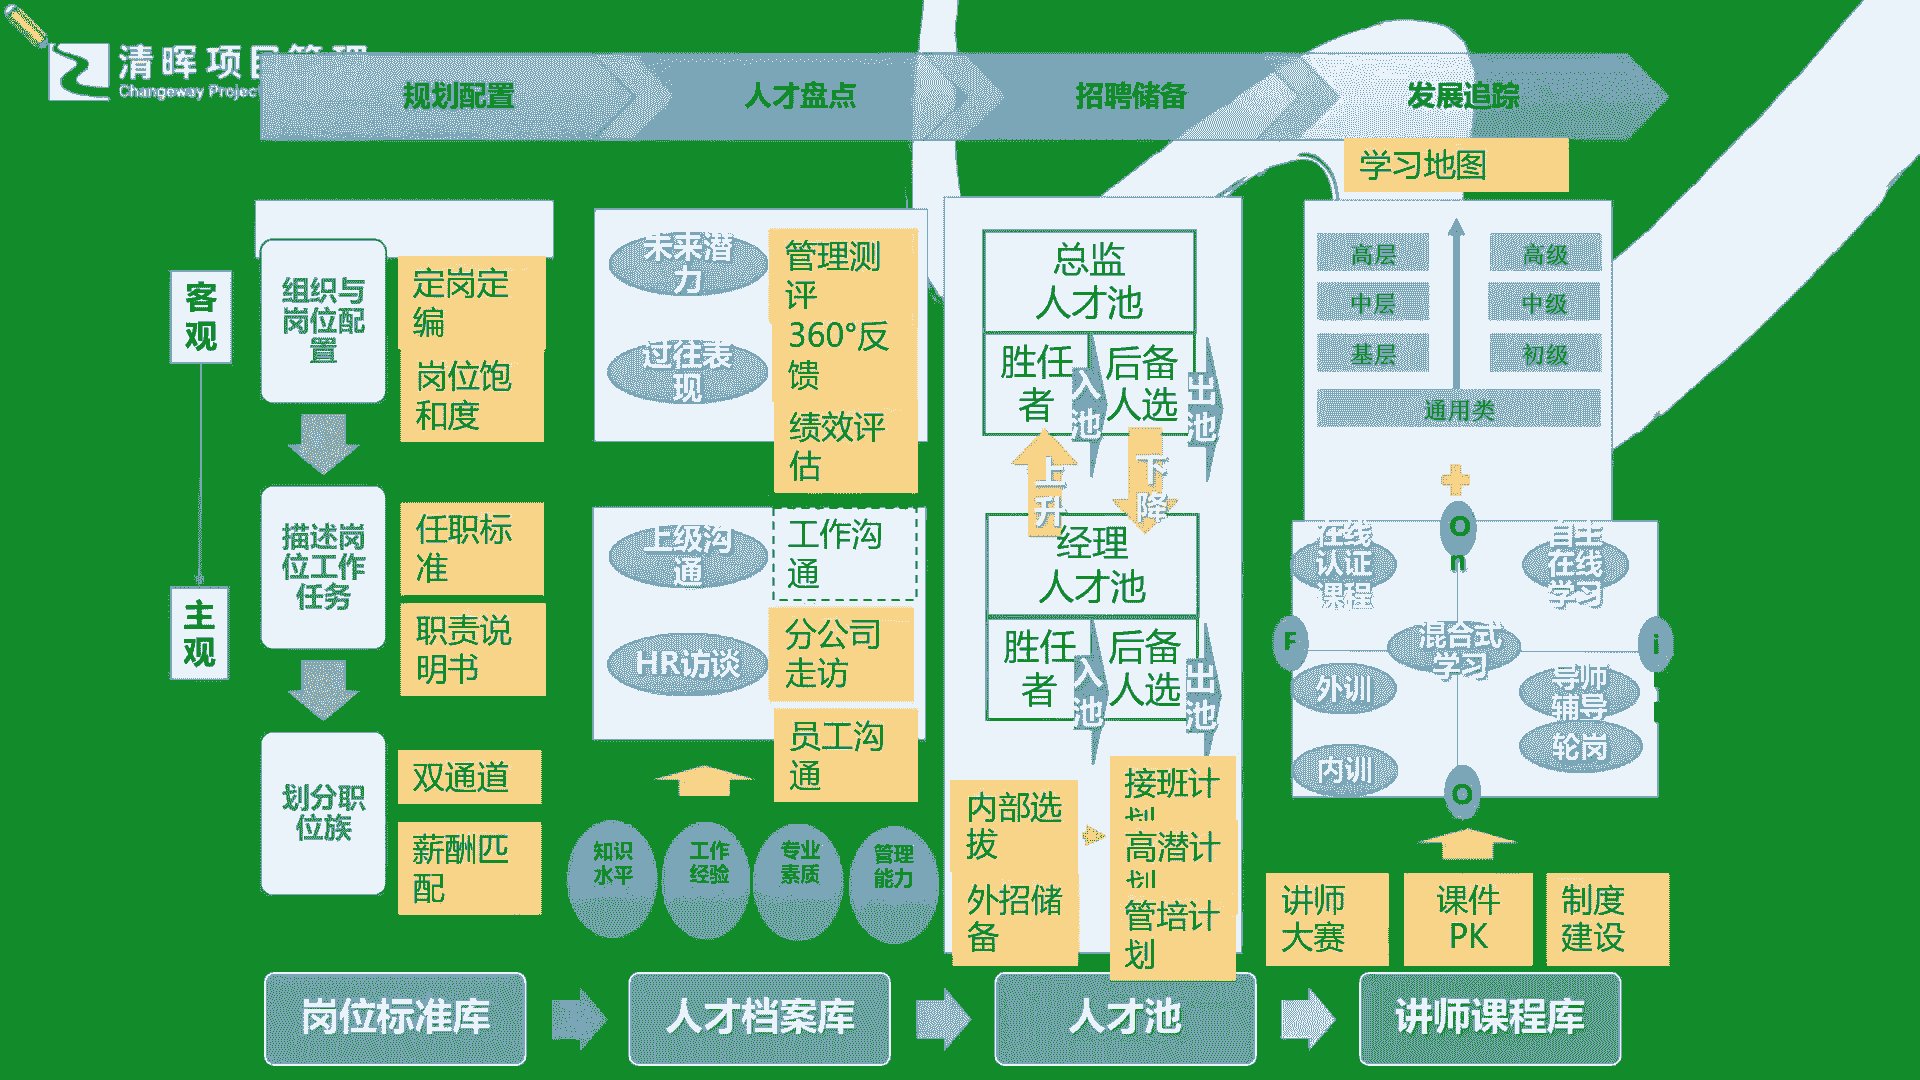 清晖项目管理
Changeway Project
规划配置
人才盘点
招聘储备
发展追踪
学习地图
客
观
主
观
组织与
岗位配
置
定岗定
编
岗位饱
和度
描述岗
位工作
任务
任职标
准
职责说
明书
划分职
位族
双通道
薪酬匹
配
未来潜
力
过往表
现
管理测
评
360°反
馈
绩效评
估
上级沟
通
HR访谈
工作沟
通
分公司
走访
员工沟
通
知识
水平
工作
经验
专业
素质
管理
能力
总监
人才池
胜任
者
入
池
后备
人选
出
池
上
升
下
降
经理
人才池
胜任
者
入
池
后备
人选
出
池
内部选
拔
外招储
备
接班计
划
高潜计
划
管培计
划
高层
中层
基层
高级
中级
初级
通用类
O
n
在线
认证
课程
自主
在线
学习
F
混合式
学习
i
外训
导师
辅导
内训
轮岗
O
讲师
大赛
课件
PK
制度
建设
岗位标准库
人才档案库
人才池
讲师课程库